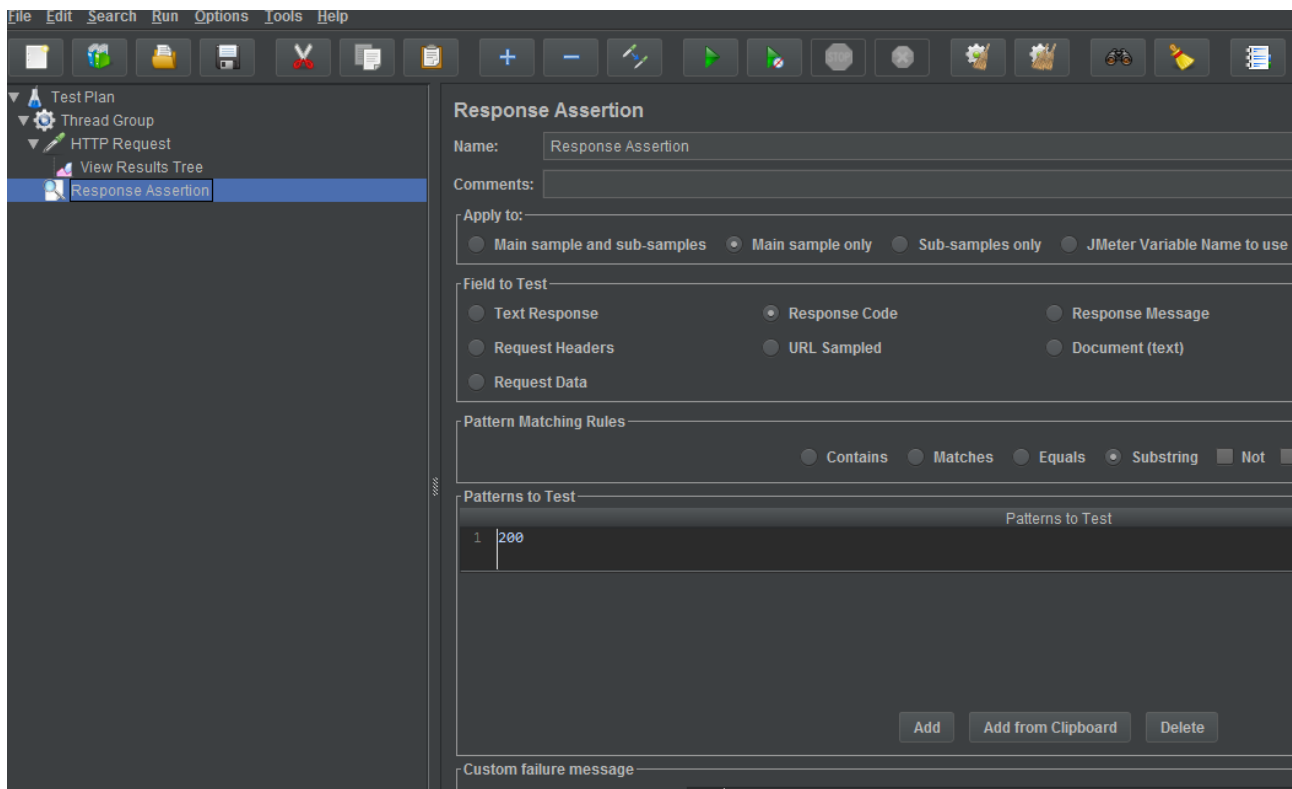 File Edit Search Run Options Tools Help
STOP
Test Plan
Thread Group
HTTP Request
View Results Tree
Response Assertion
Response Assertion
Name: Response Assertion
Comments:
Apply to:
Main sample and sub-samples Main sample only Sub-samples only JMeter Variable Name to use
Field to Test
Text Response Response Code Response Message
Request Headers URL Sampled Document (text)
Request Data
Pattern Matching Rules
Contains Matches Equals Substring Not
Patterns to Test
Patterns to Test
1 200
Add Add from Clipboard Delete
Custom failure message